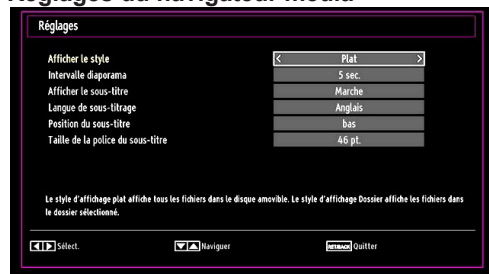 Réglages du navigateur média
Réglages
Afficher le style < Plat >
Intervalle diaporama 5 sec.
Afficher le sous-titre Marche
Langue de sous-titrage Anglais
Position du sous-titre bas
Taille de la police du sous-titre 46 pt.
Le style d'affichage plat affiche tous les fichiers dans le disque amovible. Le style d'affichage Dossier affiche les fichiers dans
le dossier sélectionné.
Sélect. Naviguer Quitter